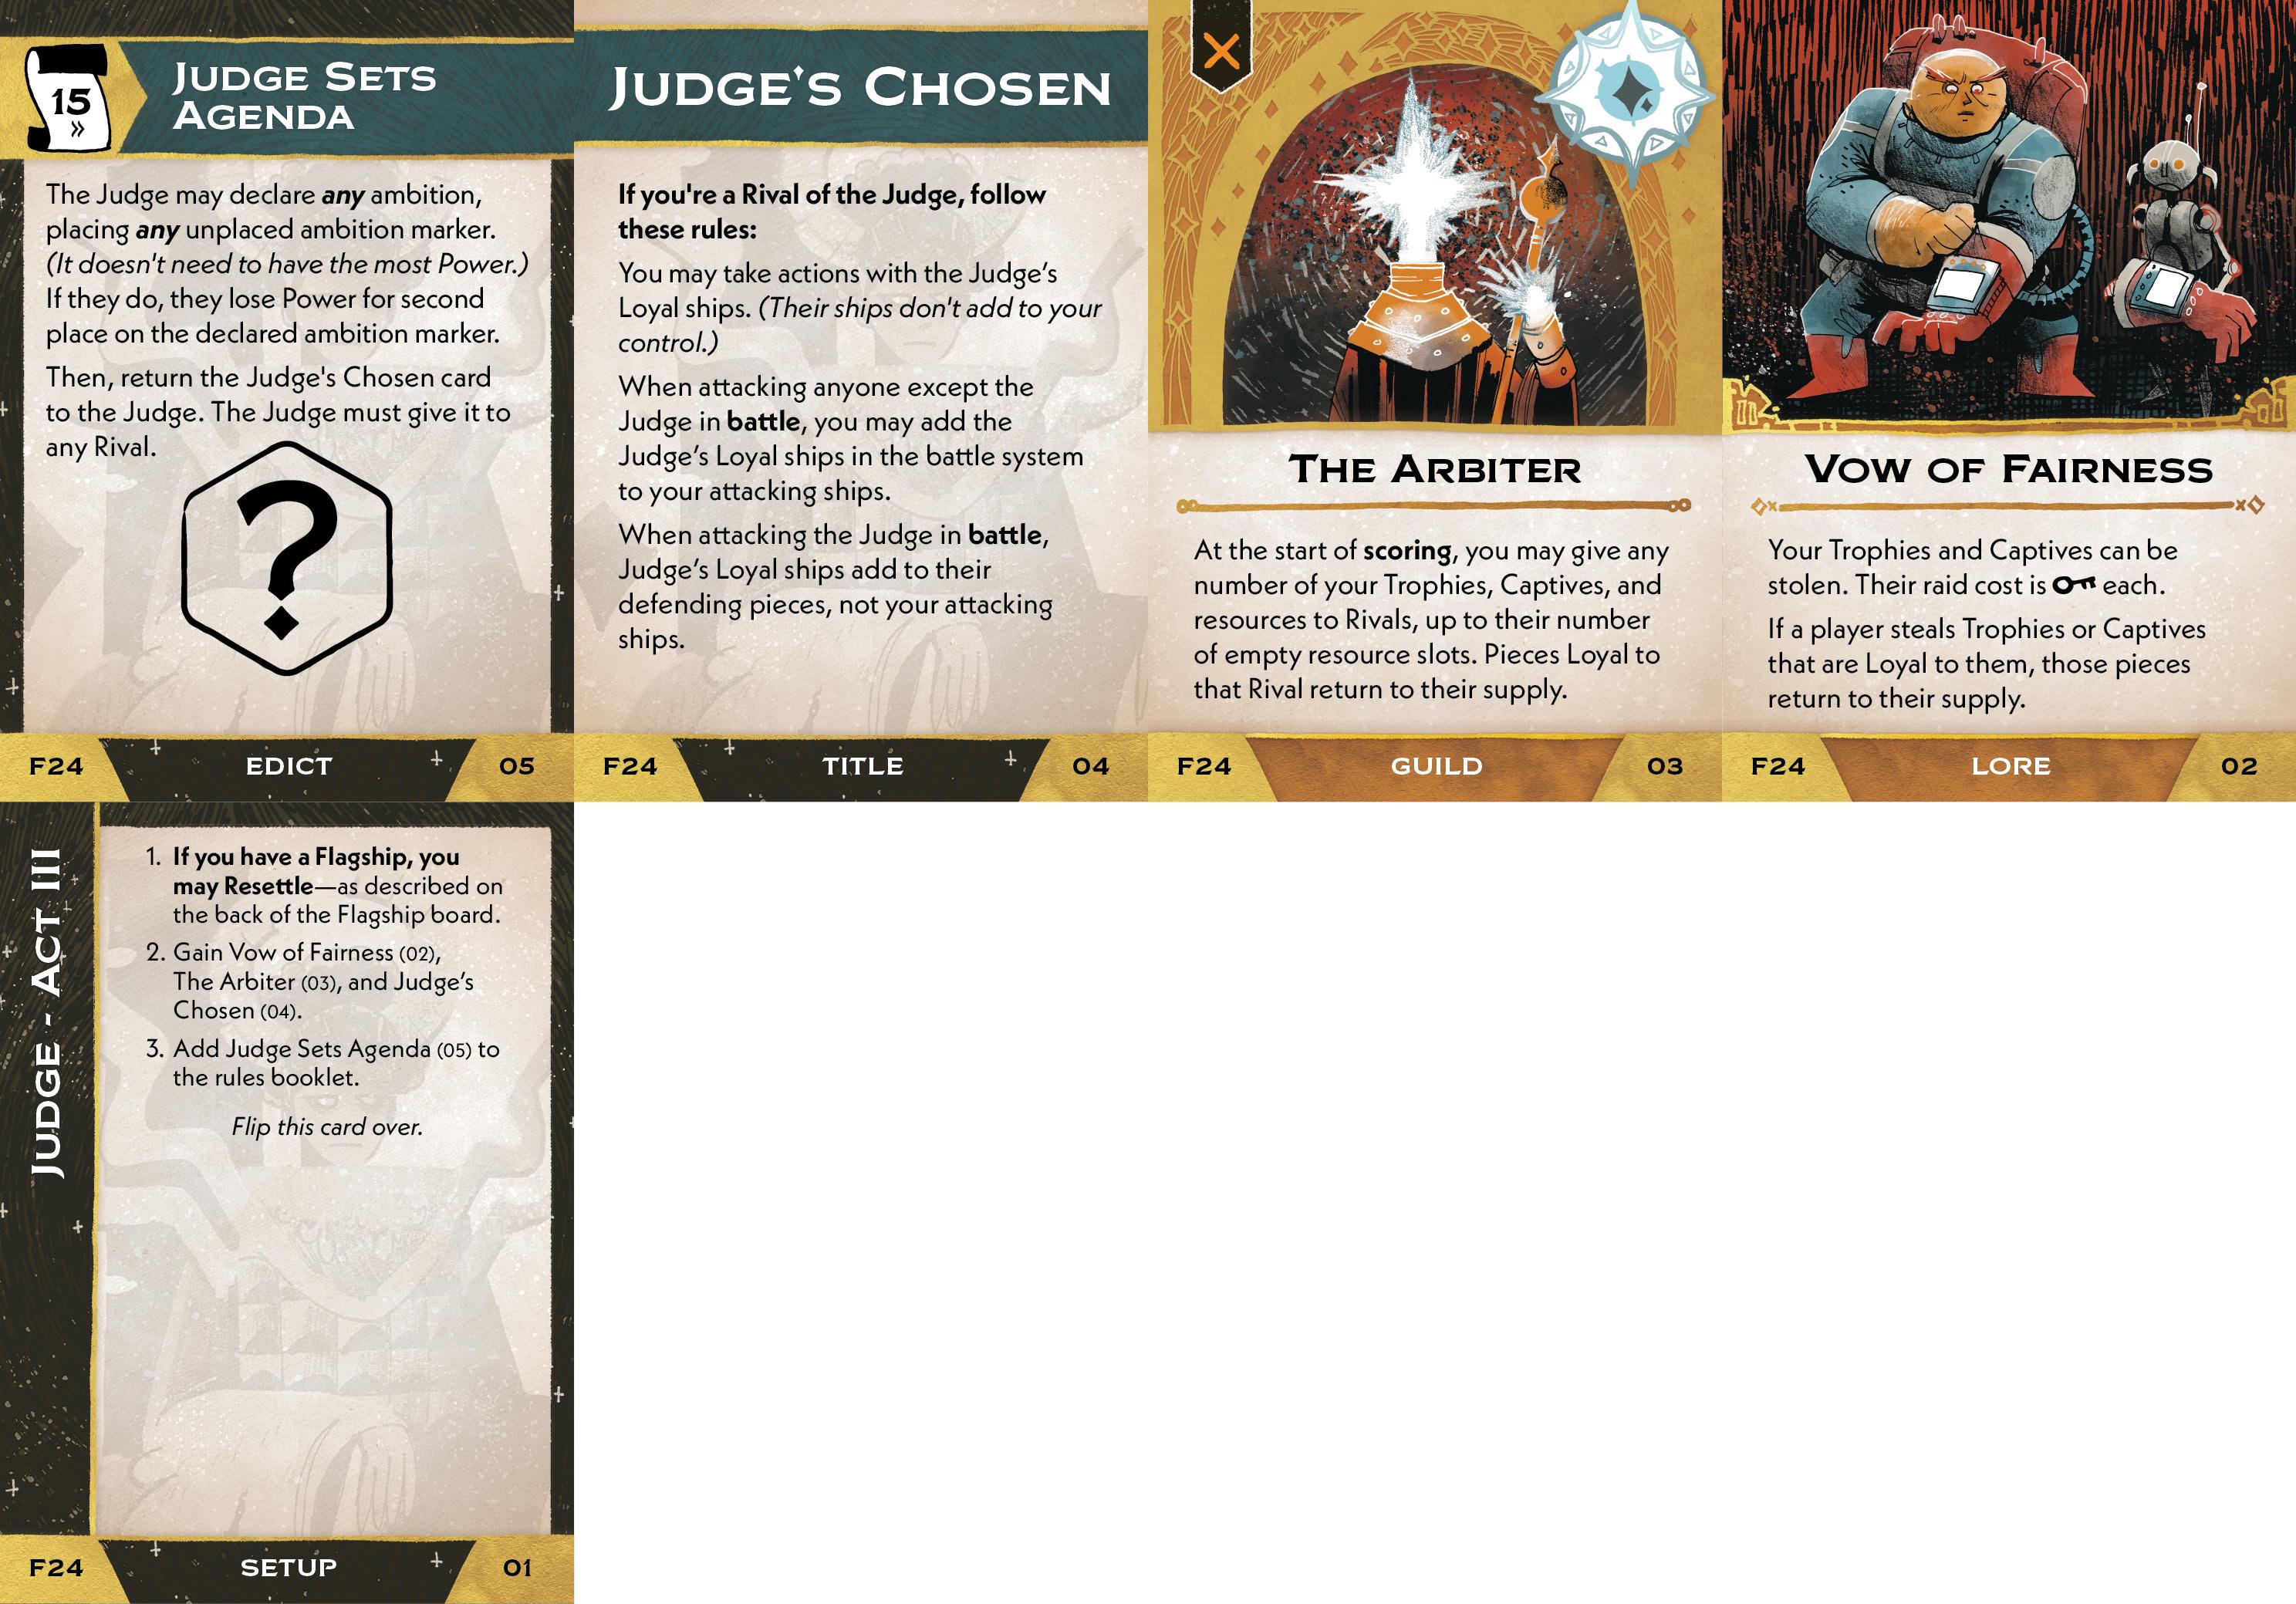 15
»
JUDGE SETS
AGENDA
The Judge may declare any ambition,
placing any unplaced ambition marker.
(It doesn't need to have the most Power.)
If they do, they lose Power for second
place on the declared ambition marker.
Then, return the Judge's Chosen card
to the Judge. The Judge must give it to
any Rival.
?
F24 EDICT 05
JUDGE'S CHOSEN
If you're a Rival of the Judge, follow
these rules:
You may take actions with the Judge's
Loyal ships. (Their ships don't add to your
control.)
When attacking anyone except the
Judge in battle, you may add the
Judge's Loyal ships in the battle system
to your attacking ships.
When attacking the Judge in battle,
Judge's Loyal ships add to their
defending pieces, not your attacking
ships.
F24 TITLE 04
THE ARBITER
At the start of scoring, you may give any
number of your Trophies, Captives, and
resources to Rivals, up to their number
of empty resource slots. Pieces Loyal to
that Rival return to their supply.
F24 GUILD 03
VOW OF FAIRNESS
Your Trophies and Captives can be
stolen. Their raid cost is each.
If a player steals Trophies or Captives
that are Loyal to them, those pieces
return to their supply.
F24 LORE 02
JUDGE - ACT III
1. If you have a Flagship, you
may Resettle—as described on
the back of the Flagship board.
2. Gain Vow of Fairness (02),
The Arbiter (03), and Judge's
Chosen (04).
3. Add Judge Sets Agenda (05) to
the rules booklet.
Flip this card over.
F24 SETUP 01